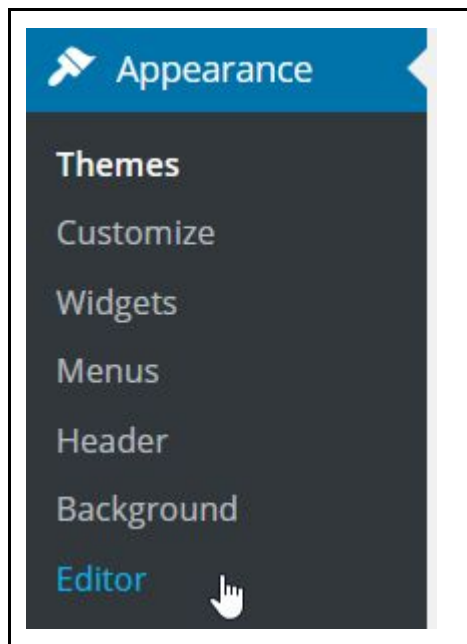 Appearance
Themes
Customize
Widgets
Menus
Header
Background
Editor